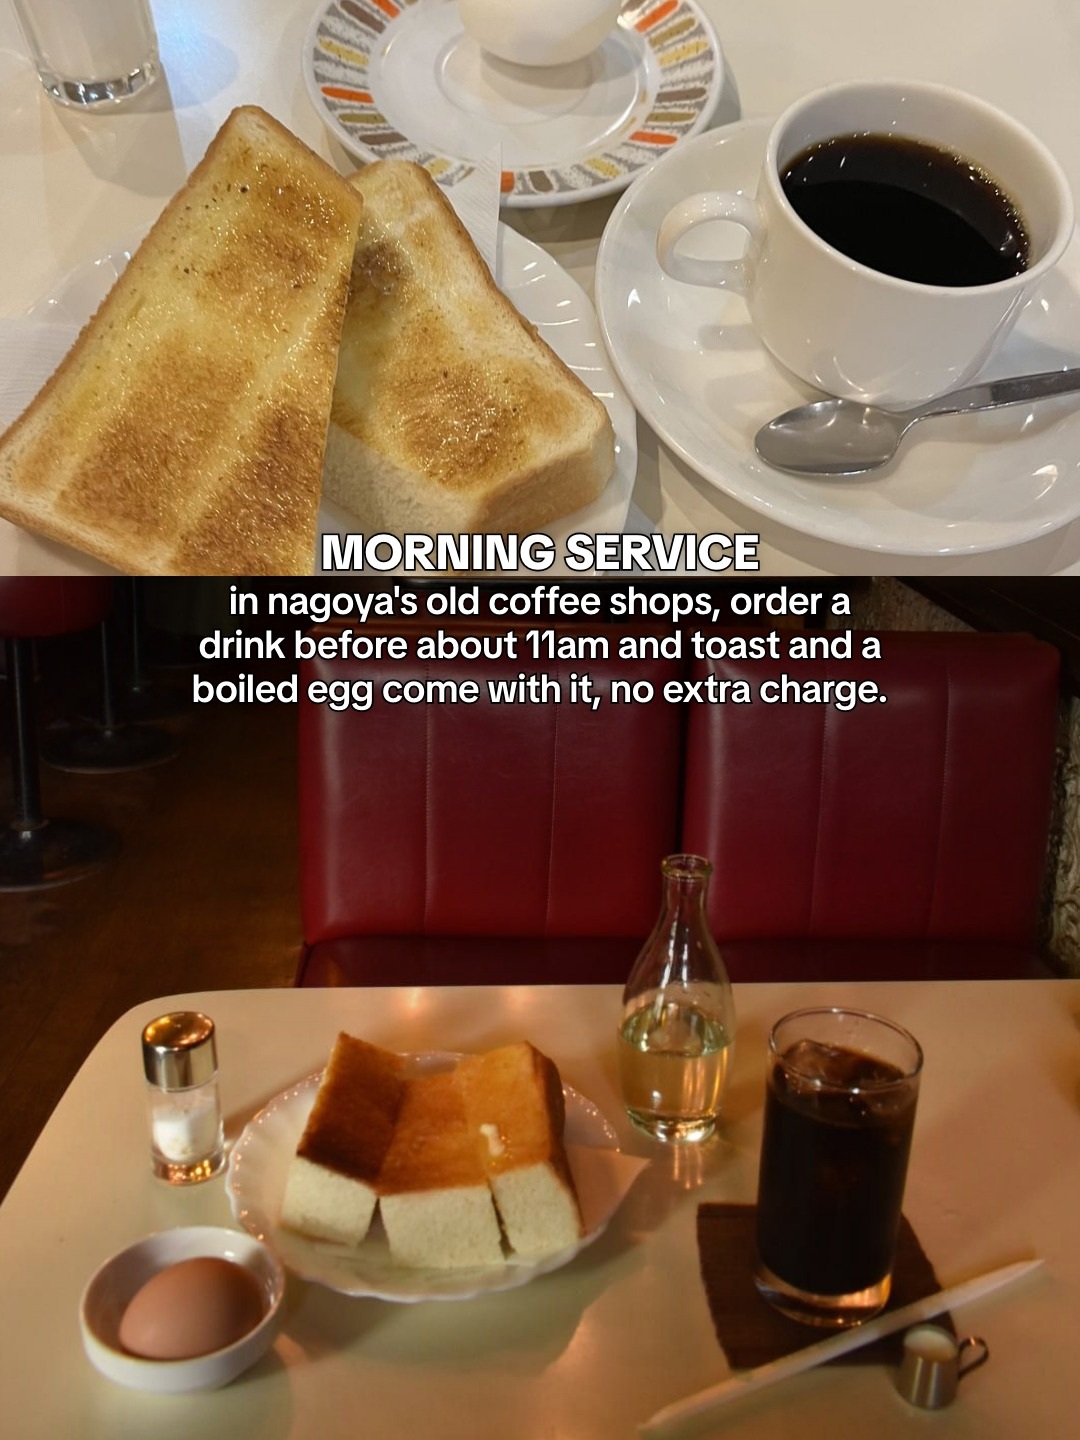 MORNING SERVICE
in nagoya's old coffee shops, order a
drink before about 11am and toast and a
boiled egg come with it, no extra charge.